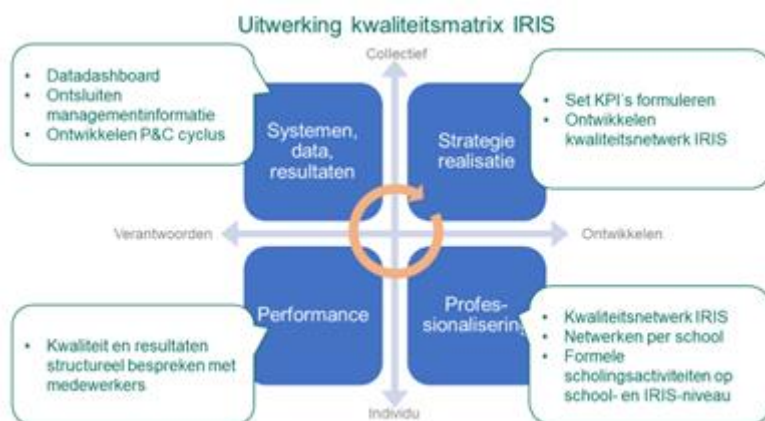 Uitwerking kwaliteitsmatrix IRIS
Collectief
• Datadashboard
• Ontsluiten
managementinformatie
• Ontwikkelen P&C cyclus
Systemen,
data,
resultaten
Strategie
realisatie
• Set KPI's formuleren
• Ontwikkelen
kwaliteitsnetwerk IRIS
Verantwoorden
Ontwikkelen
Performance
Profes-
sionalisering
• Kwaliteit en resultaten
structureel bespreken met
medewerkers
• Kwaliteitsnetwerk IRIS
• Netwerken per school
• Formele
scholingsactiviteiten op
school- en IRIS-niveau
Individu